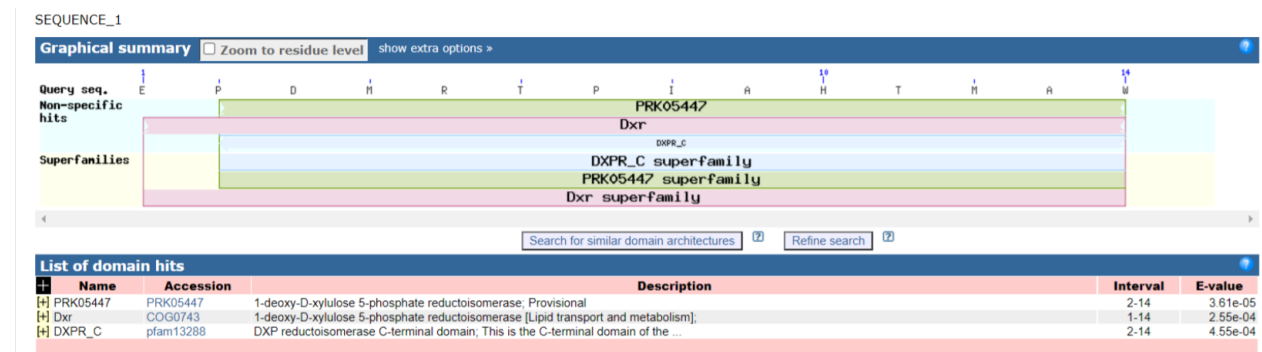 SEQUENCE_1
Graphical summary Zoom to residue level show extra options »
1 10 14
Query seq. E P D M R T P I A H T M A W
Non-specific hits PRK05447
Dxr
DXPR_C
Superfamilies DXPR_C superfamily
PRK05447 superfamily
Dxr superfamily
Search for similar domain architectures ? Refine search ?
List of domain hits ?
+ Name Accession Description Interval E-value
[+] PRK05447 PRK05447 1-deoxy-D-xylulose 5-phosphate reductoisomerase; Provisional 2-14 3.61e-05
[+] Dxr COG0743 1-deoxy-D-xylulose 5-phosphate reductoisomerase [Lipid transport and metabolism]; 1-14 2.55e-04
[+] DXPR_C pfam13288 DXP reductoisomerase C-terminal domain; This is the C-terminal domain of the ... 2-14 4.55e-04